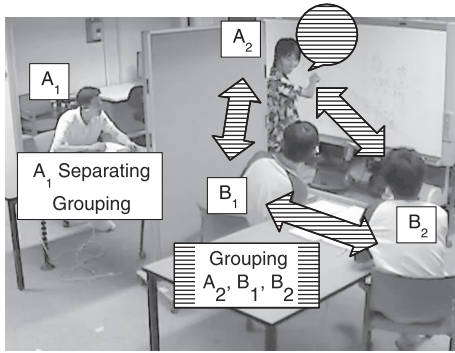 A2
A1
A1 Separating
Grouping
B1
B2
Grouping
A2, B1, B2